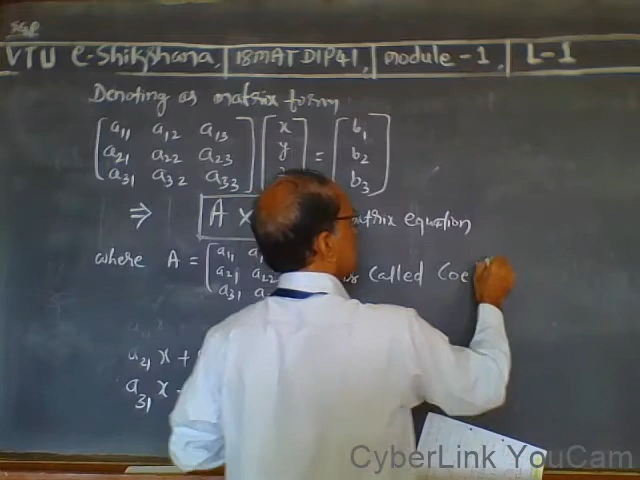 VTU e-Shikshana, 18MATDIP41, module - 1, L-1
Denoting as matrix form
[a11 a12 a13] [x] [b1]
[a21 a22 a23] [y] = [b2]
[a31 a32 a33] [b3]
⇒ A X matrix equation
where A = [a11 is called Coe
a21 a22
a31
a21 x +
a31 x -
CyberLink YouCam